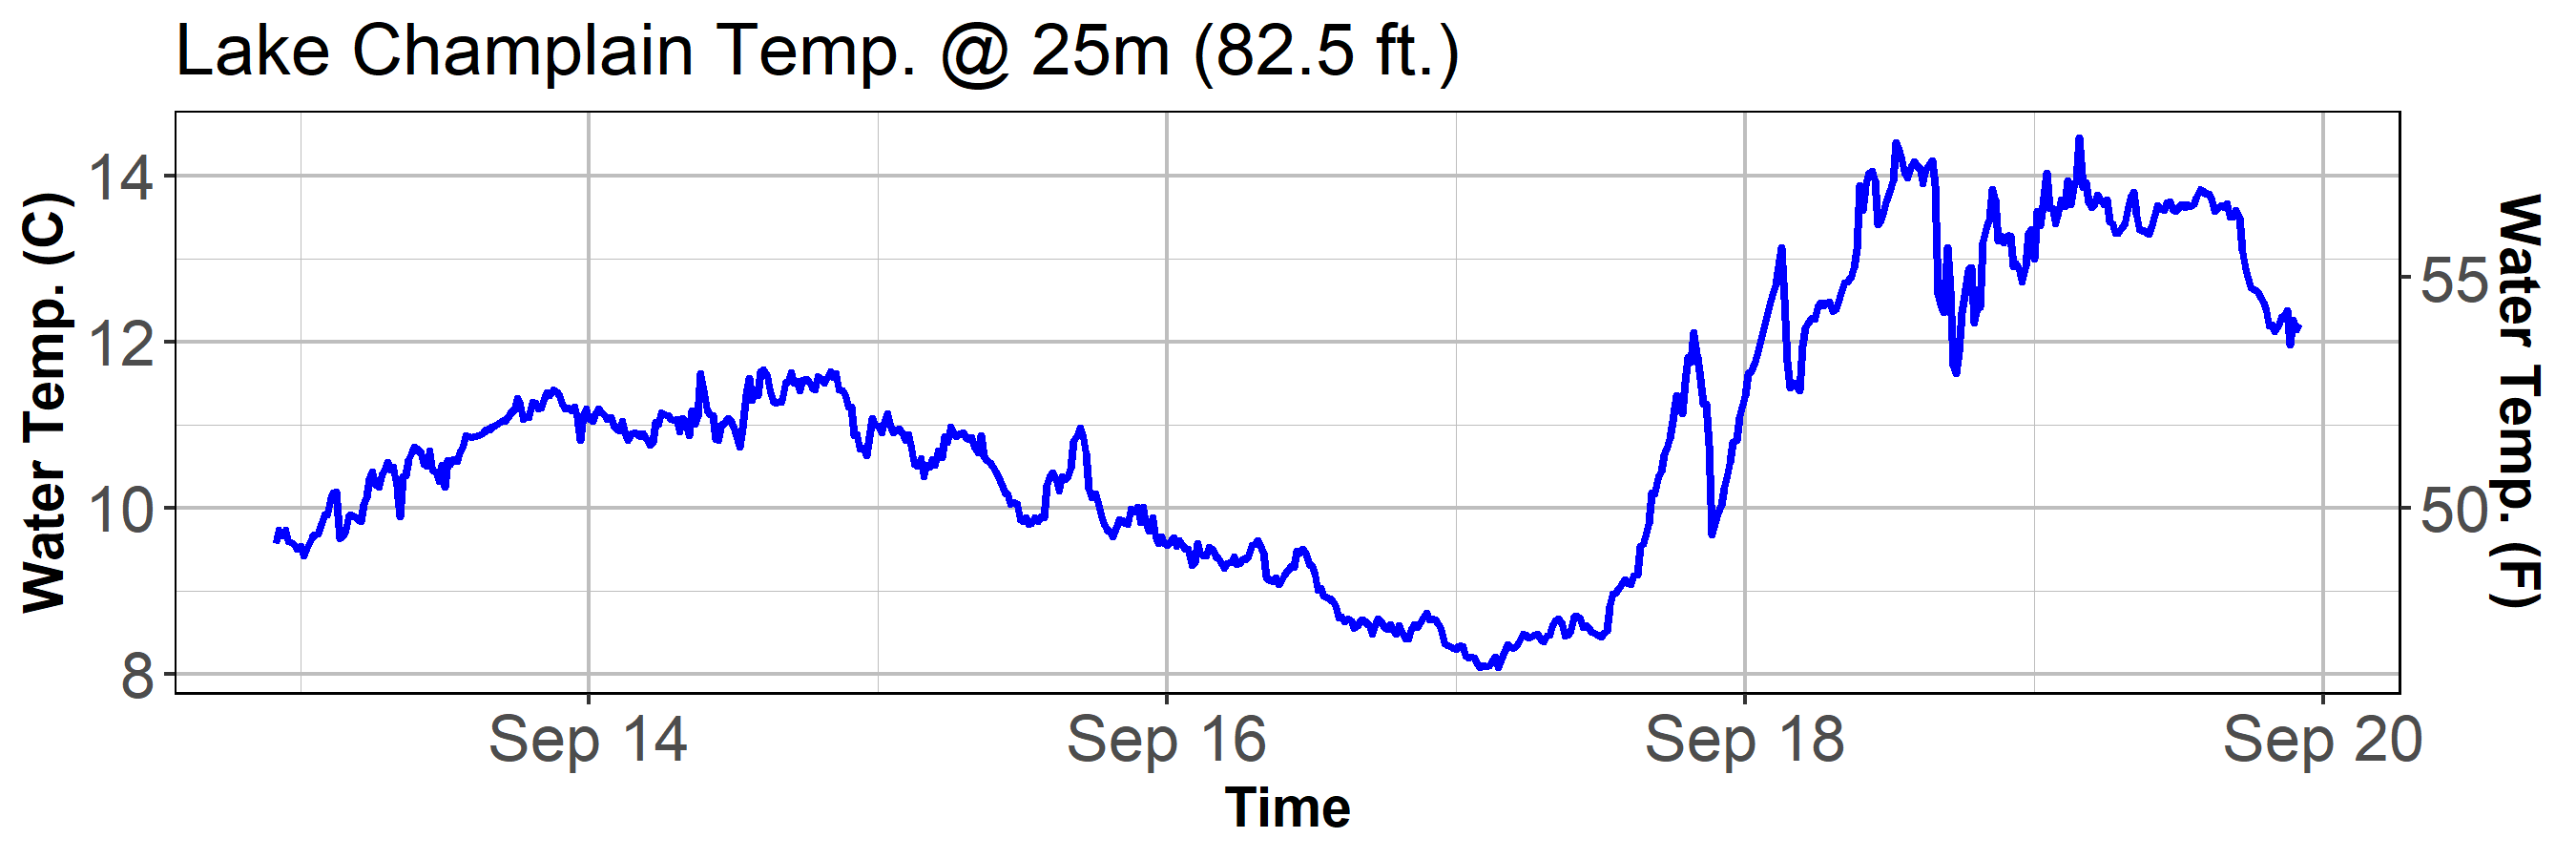 Lake Champlain Temp. @ 25m (82.5 ft.)
Water Temp. (C)
14
12
10
8
55
50
Water Temp. (F)
Sep 14
Sep 16
Sep 18
Sep 20
Time